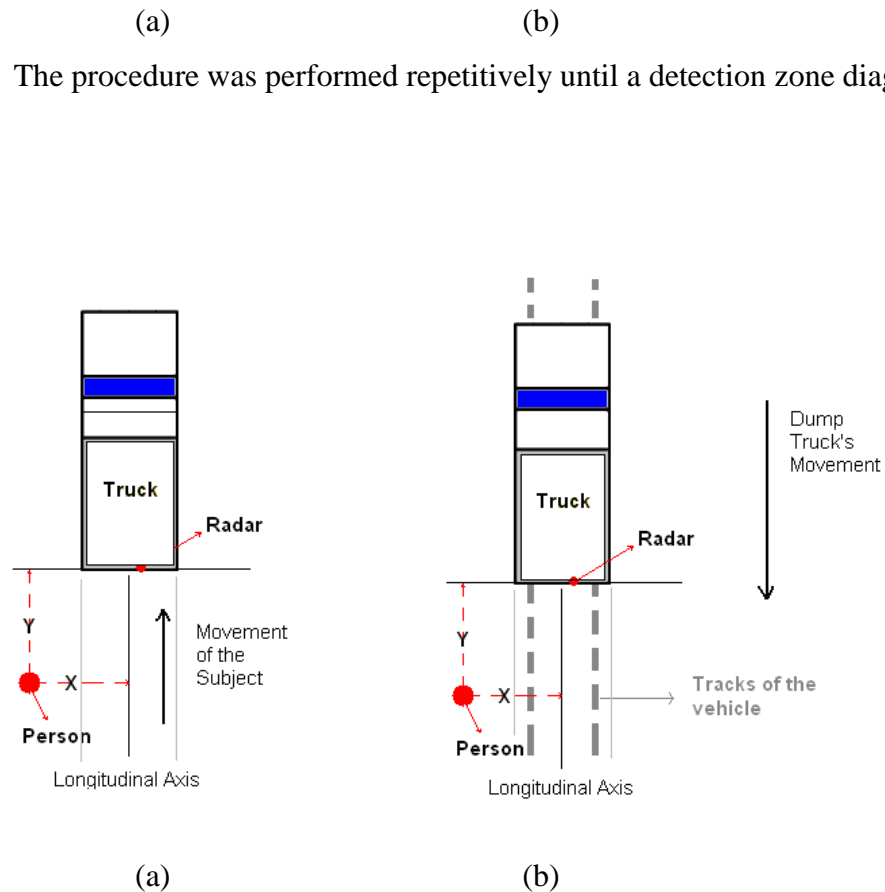 (a) (b)
The procedure was performed repetitively until a detection zone
Truck
Radar
Y
Movement
of the
Subject
X
Person
Longitudinal Axis
Truck
Dump
Truck's
Movement
Radar
Y
X
Tracks of the
vehicle
Person
Longitudinal Axis
(a) (b)